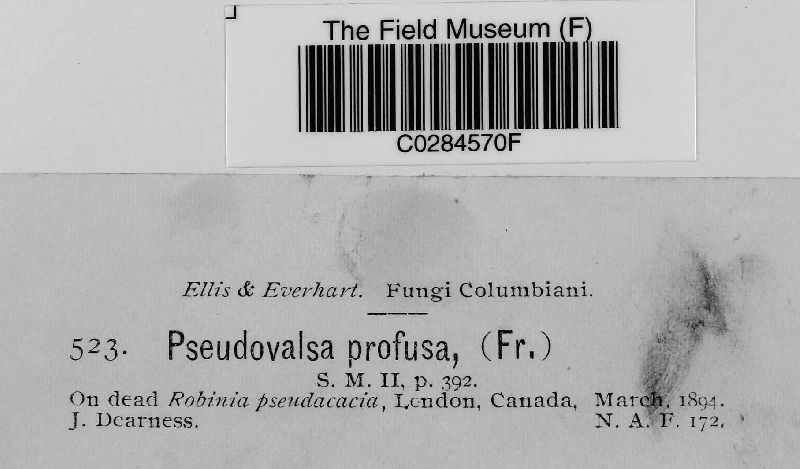 The Field Museum (F)
C0284570F
Ellis & Everhart. Fungi Columbiani.
523. Pseudovalsa profusa, (Fr.)
S. M. II, p. 392.
On dead Robinia pseudacacia, London, Canada, March, 1894.
J. Dearness. N. A. F. 172.